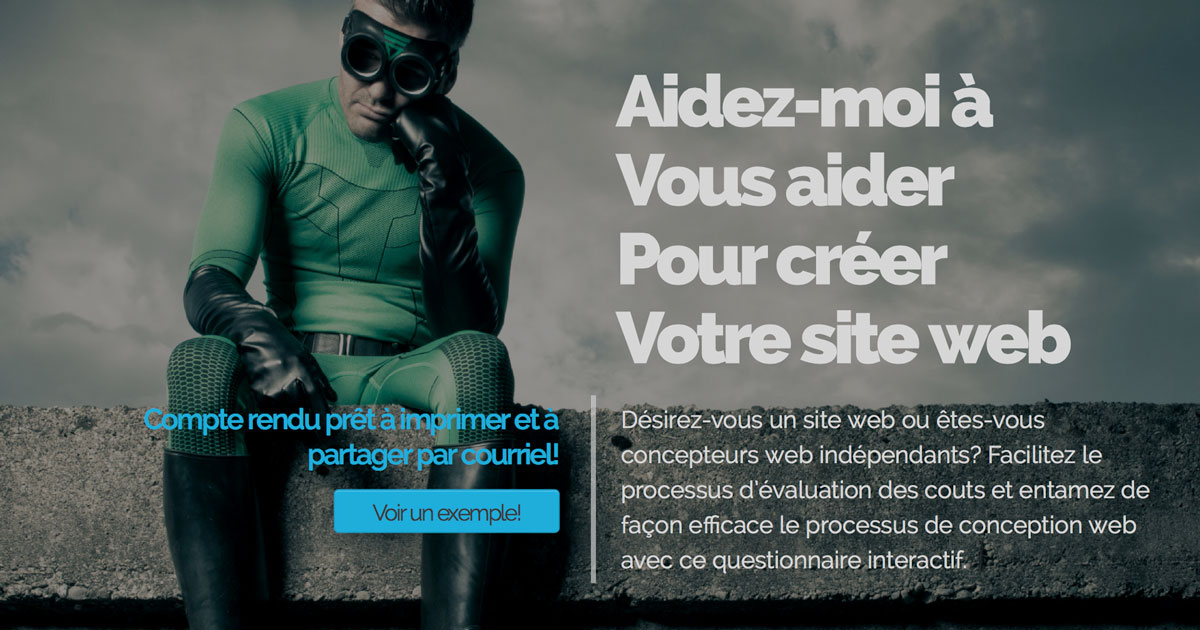 Aidez-moi à
Vous aider
Pour créer
Votre site web
Compte rendu prêt à imprimer et à
partager par courriel!
Voir un exemple!
Désirez-vous un site web ou êtes-vous
concepteurs web indépendants? Facilitez le
processus d'évaluation des couts et entamez de
façon efficace le processus de conception web
avec ce questionnaire interactif.